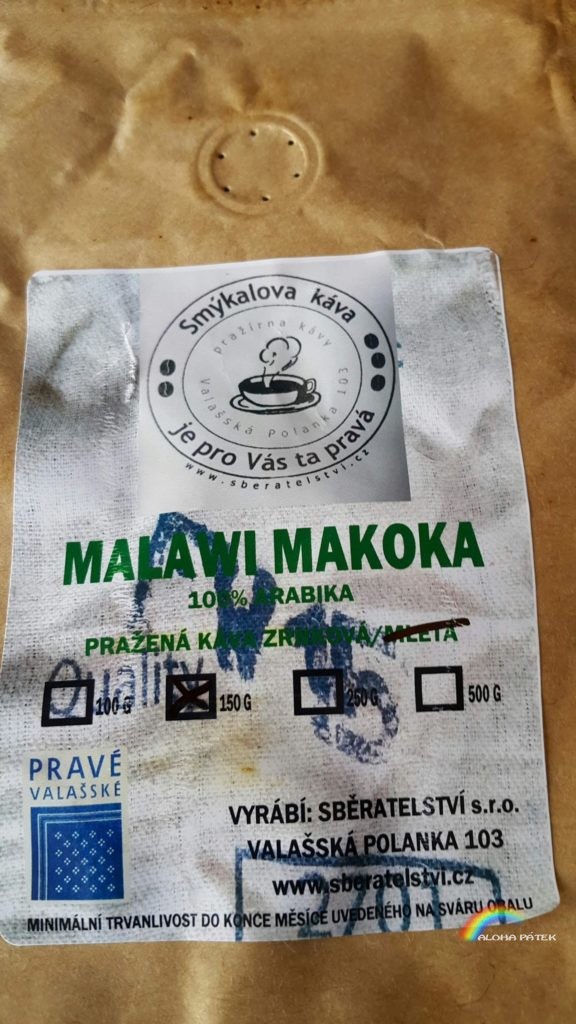 Smýkalova káva
pražírna kávy
Valašská Polanka 103
je pro Vás ta pravá
www.sberatelstvi.cz
MALAWI MAKOKA
100% ARABIKA
PRAŽENÁ KÁVA ZRNKOVÁ/MLETÁ
Quality
100 G 150 G 250 G 500 G
PRAVÉ
VALAŠSKÉ
VYRÁBÍ: SBĚRATELSTVÍ s.r.o.
VALAŠSKÁ POLANKA 103
www.sberatelstvi.cz
MINIMÁLNÍ TRVANLIVOST DO KONCE MĚSÍCE UVEDENÉHO NA SVÁRU OBALU
ALOHA PÁTEK